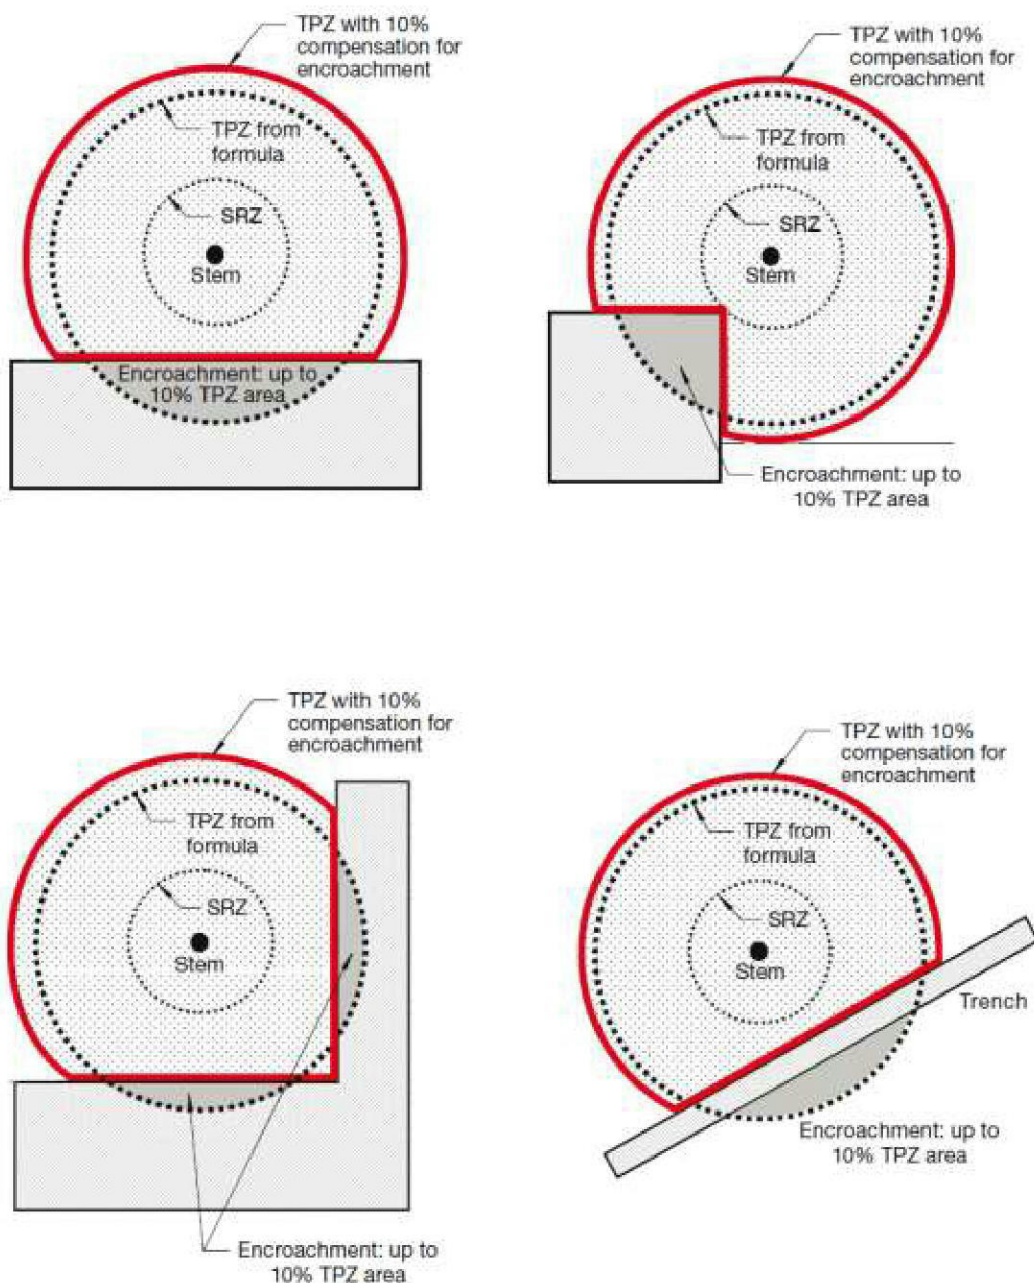 TPZ with 10%
compensation for
encroachment
TPZ from
formula
SRZ
Stem
Encroachment: up to
10% TPZ area
TPZ with 10%
compensation for
encroachment
TPZ from
formula
SRZ
Stem
Encroachment: up to
10% TPZ area
TPZ with 10%
compensation for
encroachment
TPZ from
formula
SRZ
Stem
Encroachment: up to
10% TPZ area
TPZ with 10%
compensation for
encroachment
TPZ from
formula
SRZ
Stem
Trench
Encroachment: up to
10% TPZ area